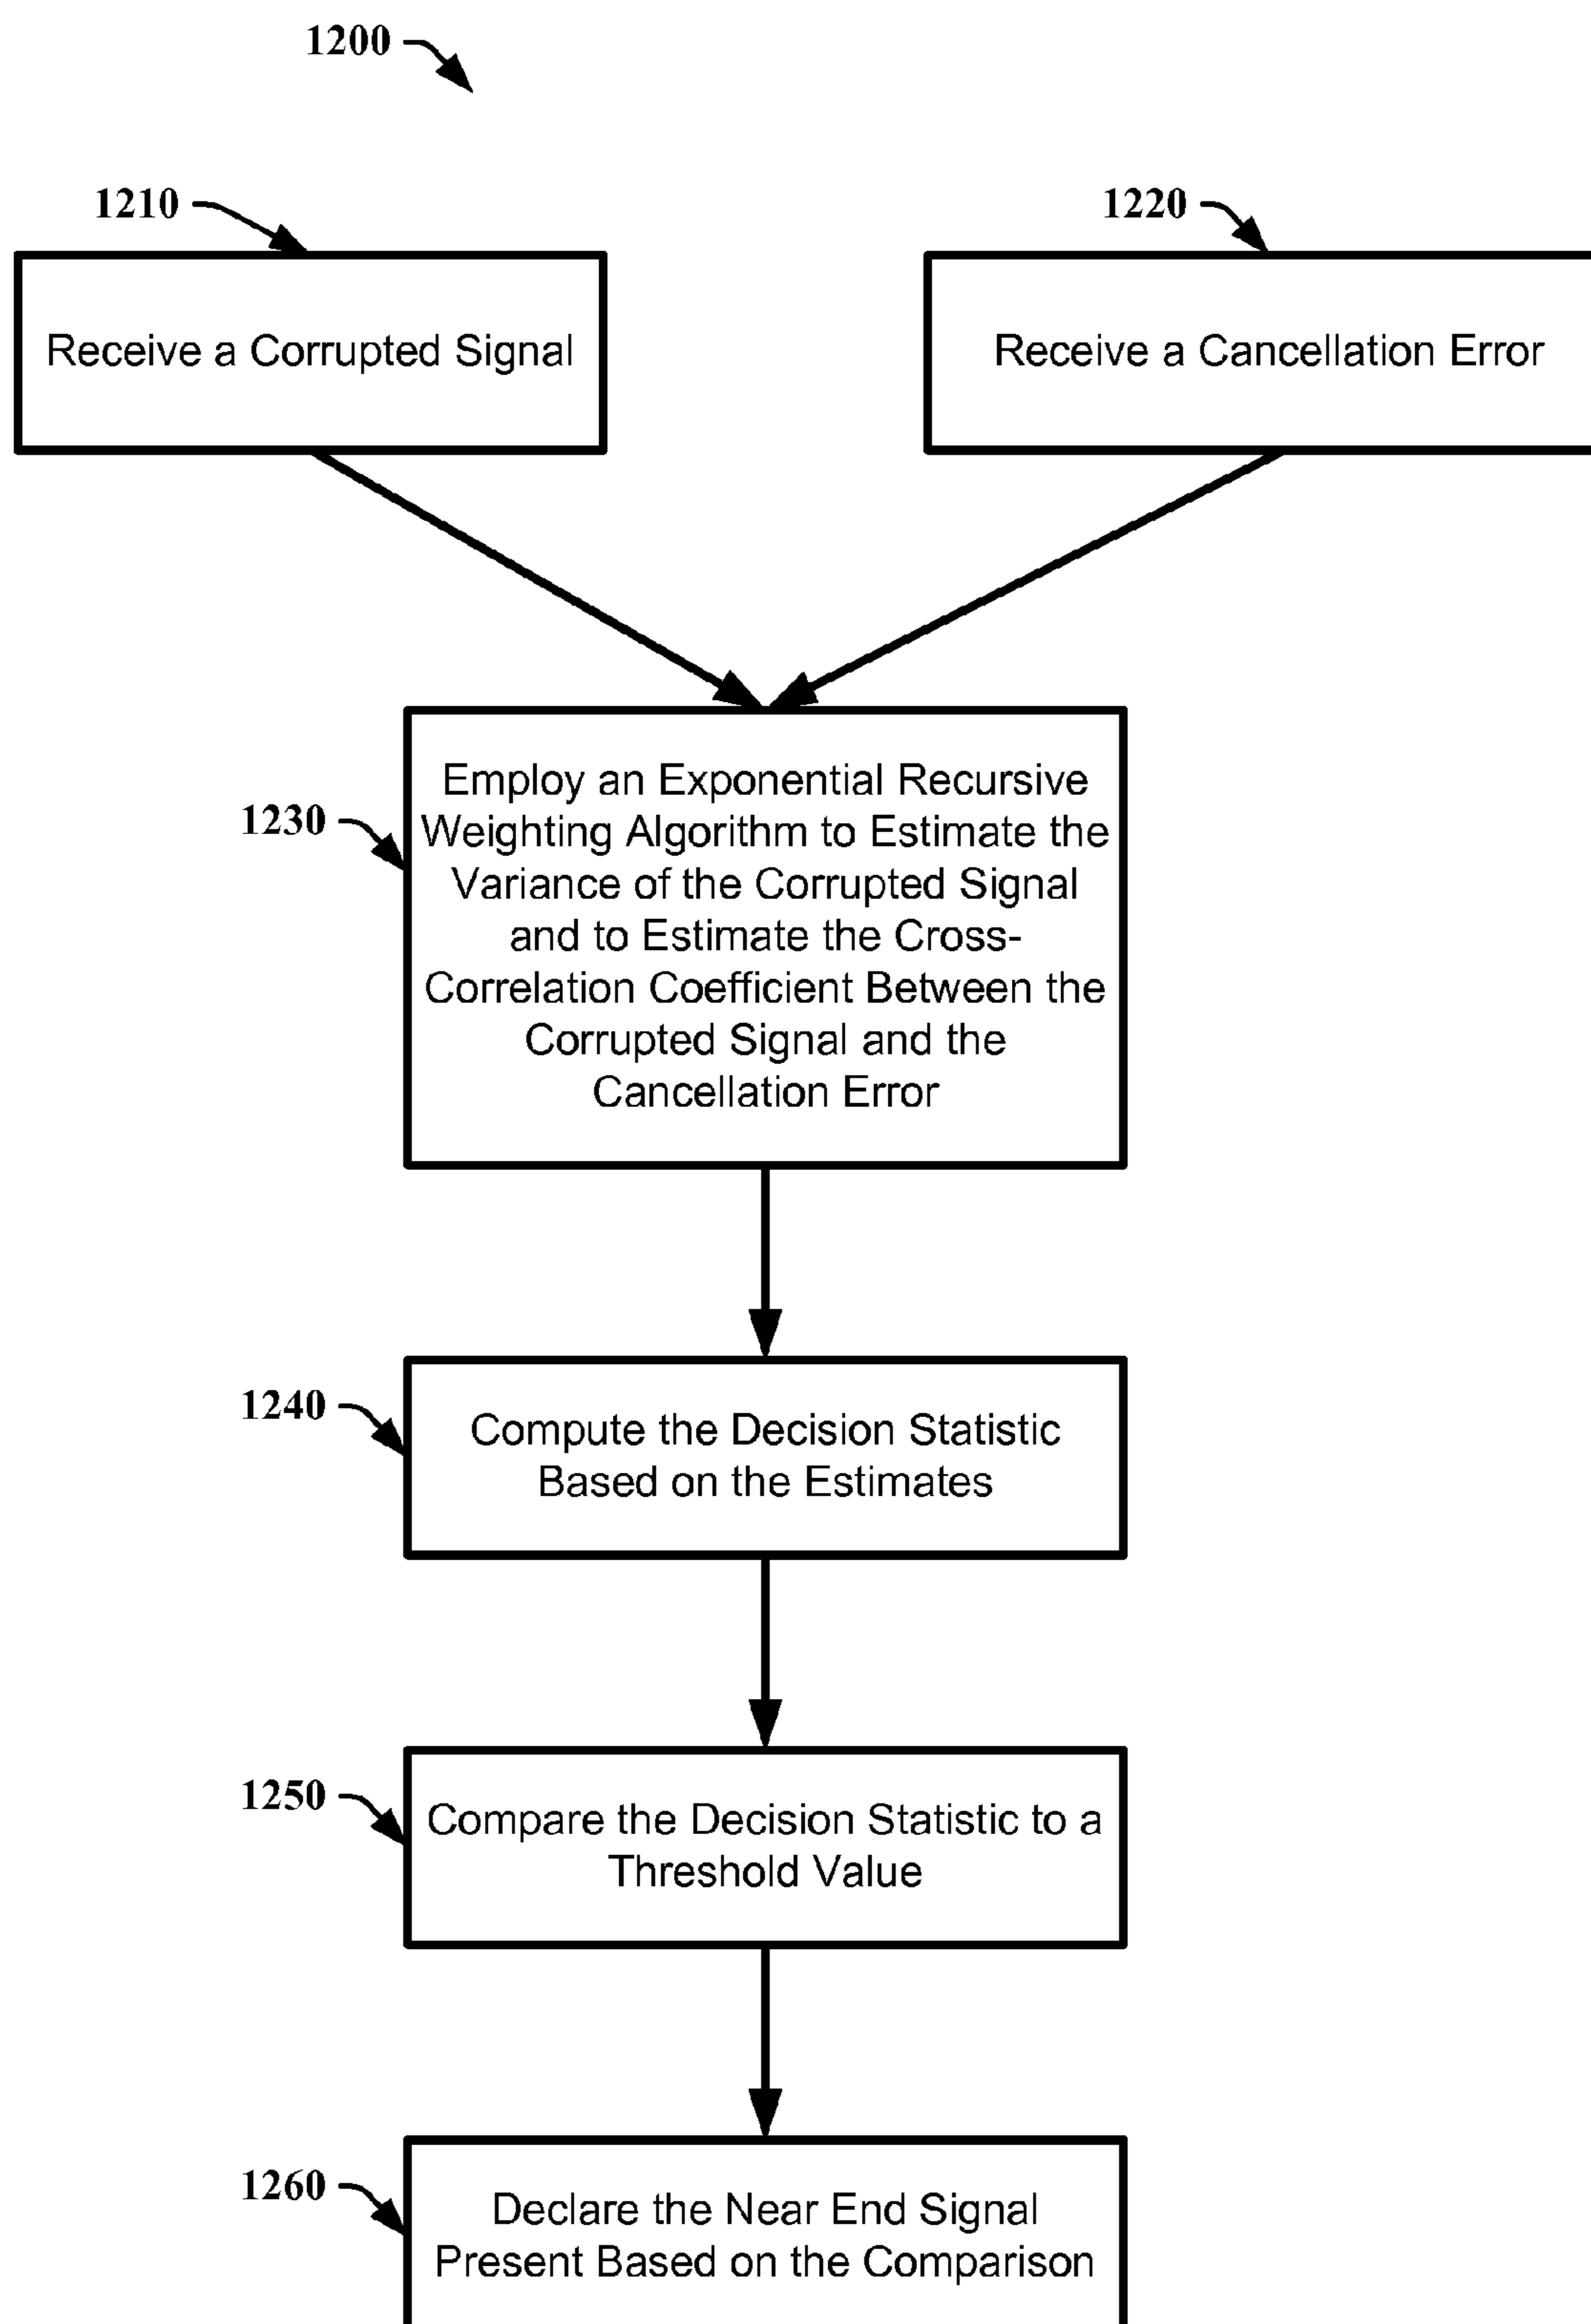 1200
1210
1220
Receive a Corrupted Signal
Receive a Cancellation Error
1230
Employ an Exponential Recursive
Weighting Algorithm to Estimate the
Variance of the Corrupted Signal
and to Estimate the Cross-
Correlation Coefficient Between the
Corrupted Signal and the
Cancellation Error
1240
Compute the Decision Statistic
Based on the Estimates
1250
Compare the Decision Statistic to a
Threshold Value
1260
Declare the Near End Signal
Present Based on the Comparison